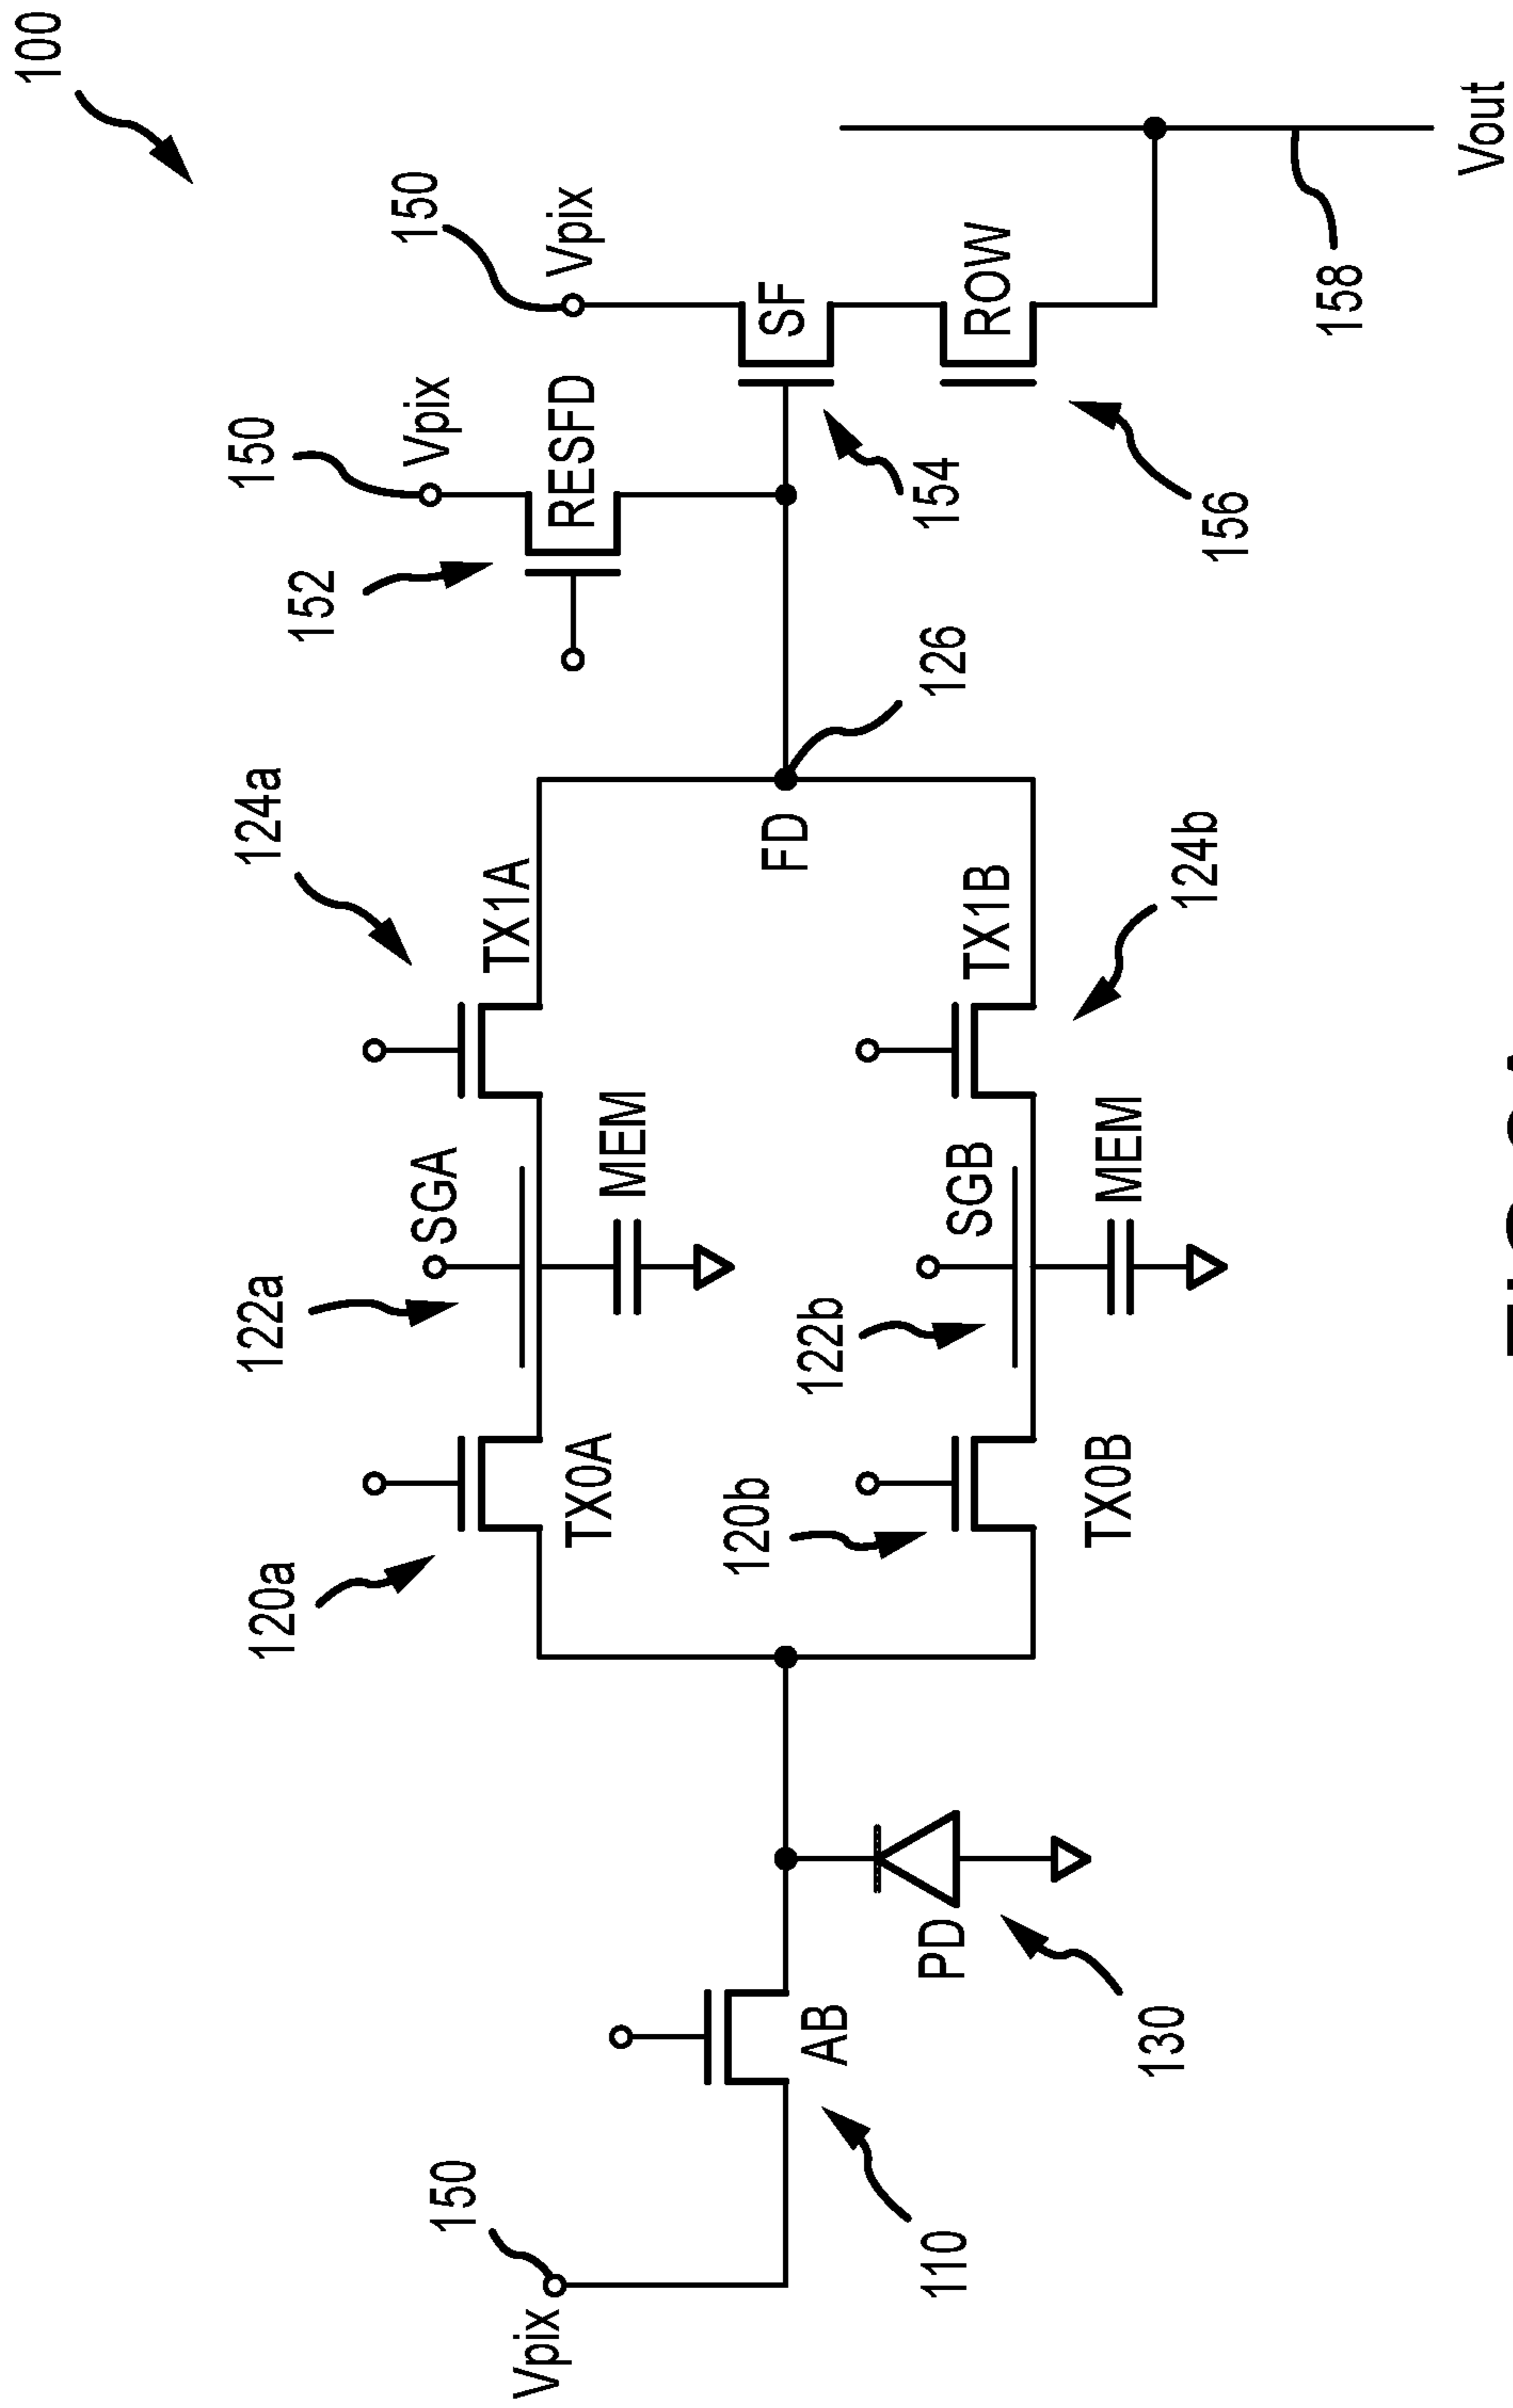 100
150
Vpix
150
Vpix
152
RESFD
SF
154
ROW
156
158
Vout
126
FD
124a
TX1A
124b
TX1B
SGA
122a
MEM
SGB
122b
MEM
120a
TX0A
120b
TX0B
PD
130
AB
110
150
Vpix